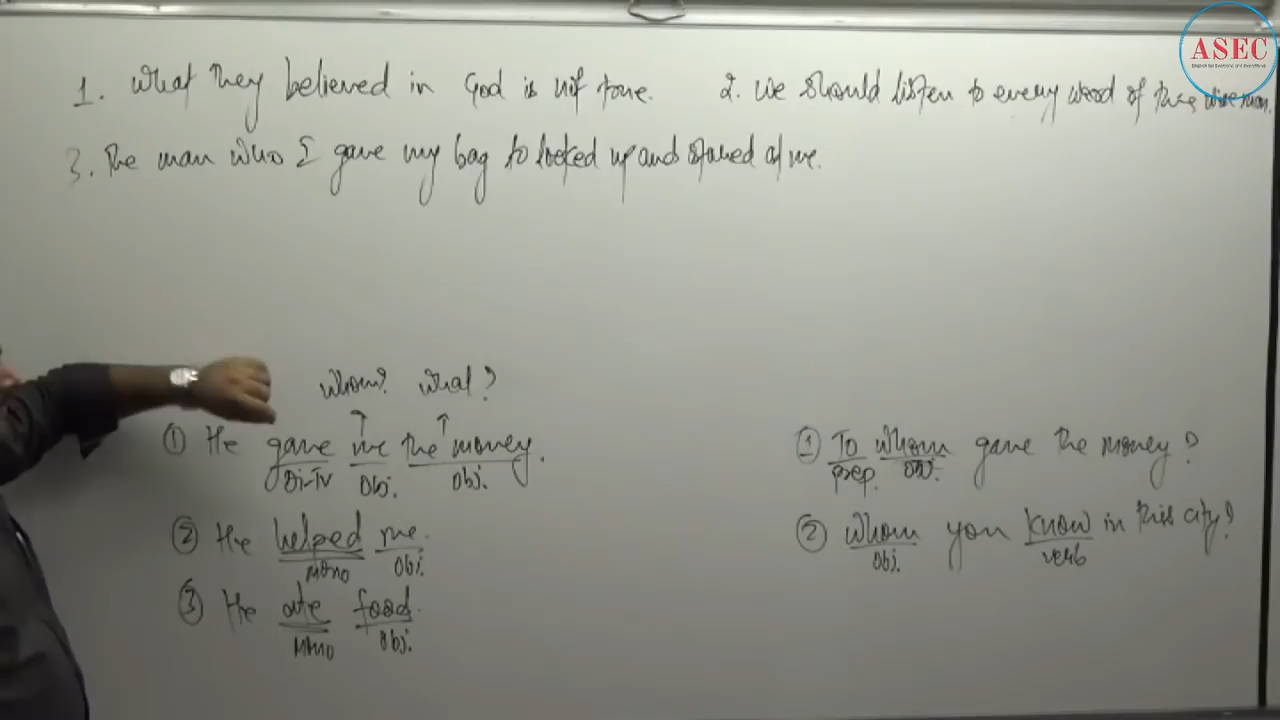 ASEC
1. What they believed in God is not true. 2. We should listen to every word of this wise man.
3. The man who I gave my bag to looked up and stared at me.
whom? what?
① He gave me the money.
Di-TV Obj. Obj.
② He helped me.
Mono Obj.
③ He ate food.
Mono Obj.
① To whom gave the money?
prep. Obj.
② whom you know in this city?
Obj. verb